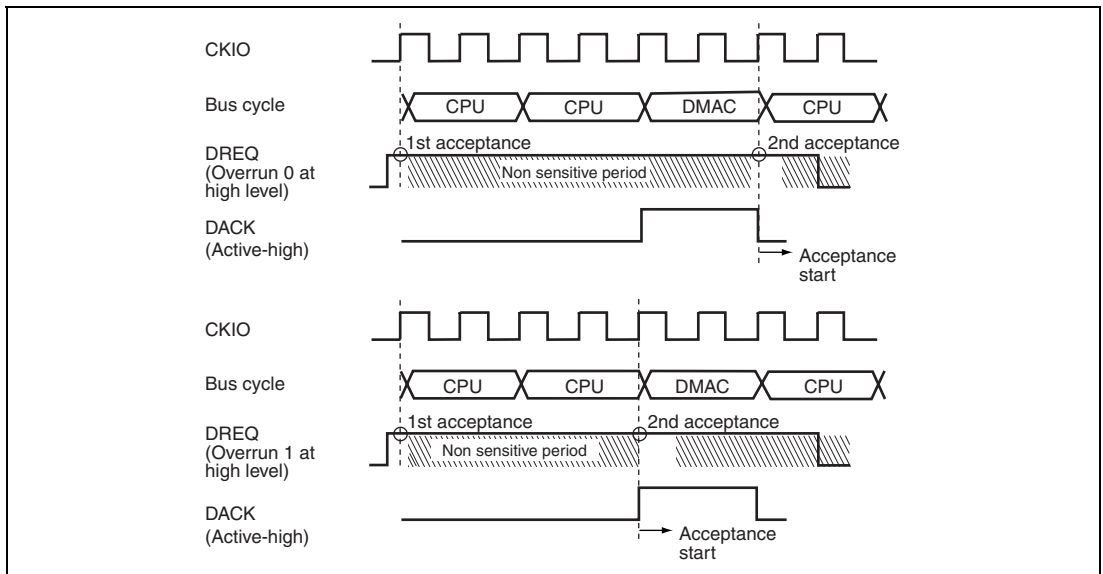 CKIO
Bus cycle
CPU CPU DMAC CPU
DREQ
(Overrun 0 at
high level)
1st acceptance 2nd acceptance
Non sensitive period
DACK
(Active-high)
Acceptance
start
CKIO
Bus cycle
CPU CPU DMAC CPU
DREQ
(Overrun 1 at
high level)
1st acceptance 2nd acceptance
Non sensitive period
DACK
(Active-high)
Acceptance
start